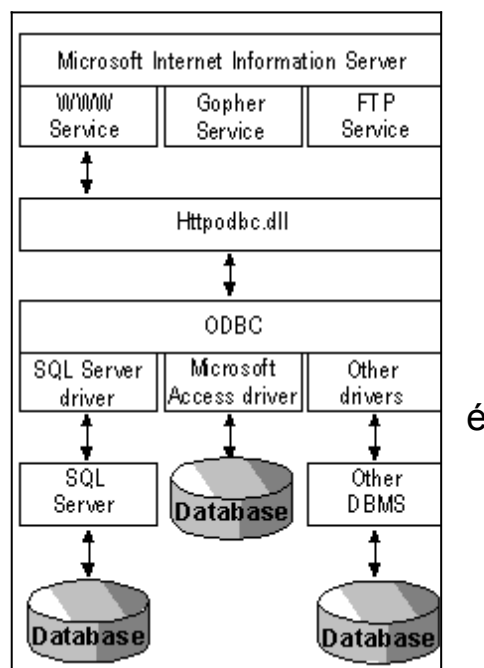 Microsoft Internet Information Server
WWW Service
Gopher Service
FTP Service
Httpodbc.dll
ODBC
SQL Server driver
Microsoft Access driver
Other drivers
é
SQL Server
Database
Other DBMS
Database
Database